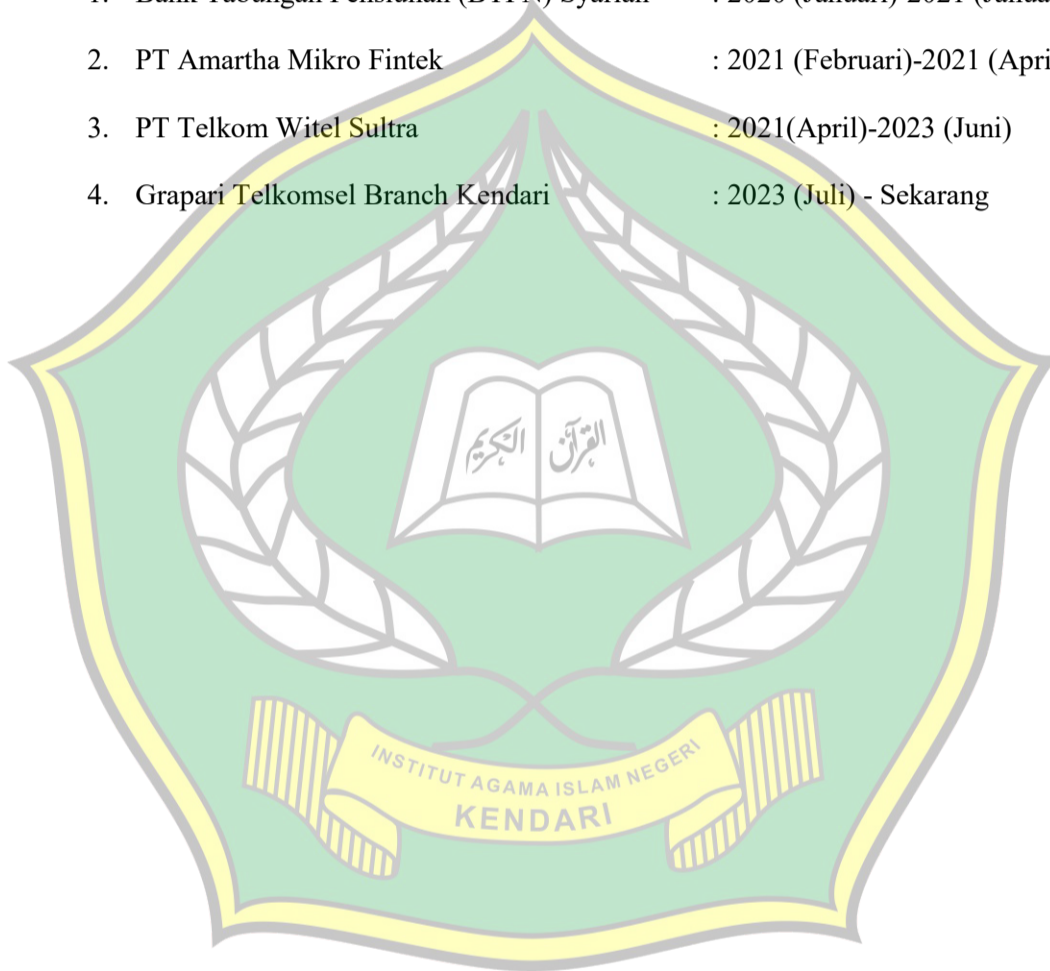 2. PT Amartha Mikro Fintek : 2021 (Februari)-2021 (Apri
3. PT Telkom Witel Sultra : 2021(April)-2023 (Juni)
4. Grapari Telkomsel Branch Kendari : 2023 (Juli) - Sekarang
القرآن الكريم
INSTITUT AGAMA ISLAM NEGERI
KENDARI